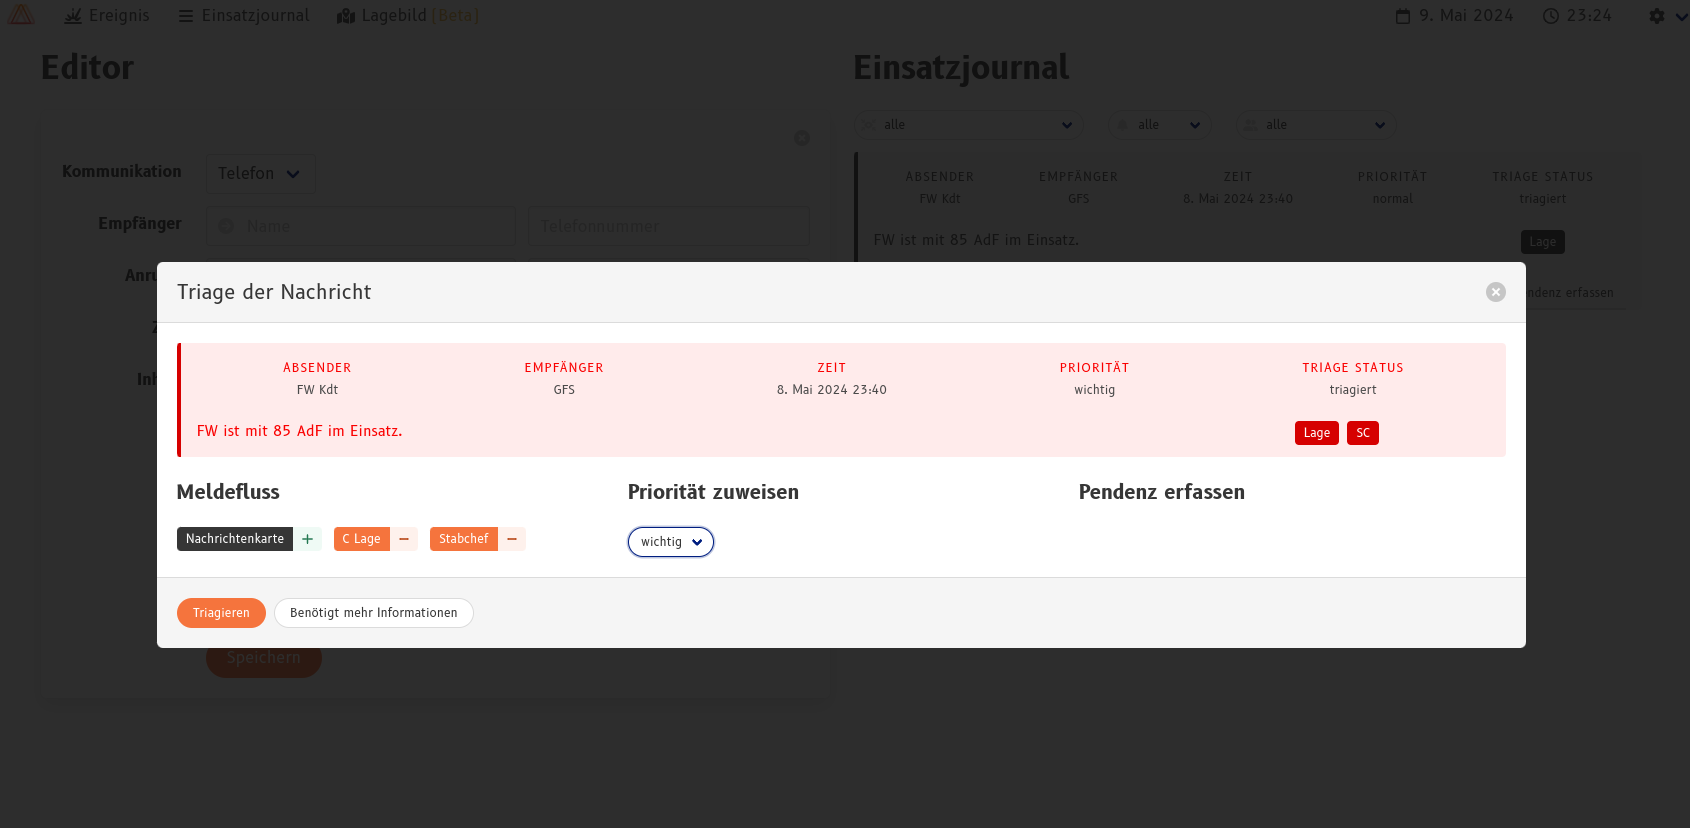 Ereignis Einsatzjournal Lagebild [Beta] 9. Mai 2024 23:24
Editor
Kommunikation Telefon
Empfänger Name Telefonnummer
Speichern
Einsatzjournal
alle alle alle
ABSENDER EMPFÄNGER ZEIT PRIORITÄT TRIAGE STATUS
FW Kdt GFS 8. Mai 2024 23:40 normal triagiert
FW ist mit 85 AdF im Einsatz. Lage
ndenz erfassen
Triage der Nachricht
ABSENDER EMPFÄNGER ZEIT PRIORITÄT TRIAGE STATUS
FW Kdt GFS 8. Mai 2024 23:40 wichtig triagiert
FW ist mit 85 AdF im Einsatz. Lage SC
Meldefluss Priorität zuweisen Pendenz erfassen
Nachrichtenkarte + C Lage − Stabchef − wichtig
Triagieren Benötigt mehr Informationen